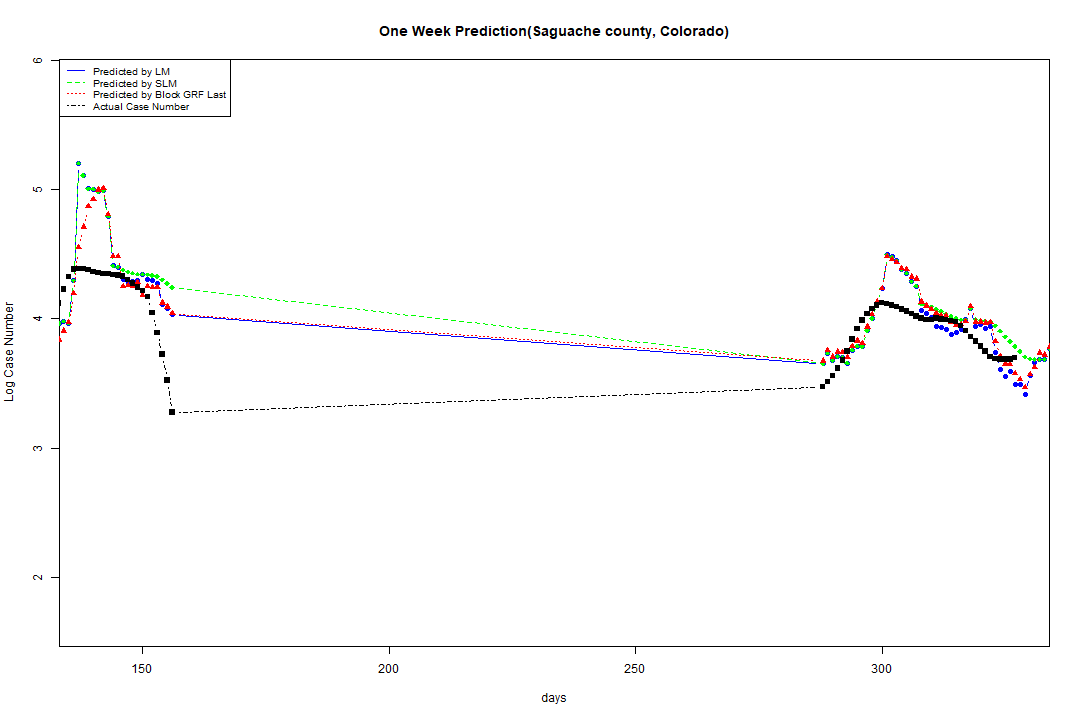 One Week Prediction(Saguache county, Colorado)
Predicted by LM
Predicted by SLM
Predicted by Block GRF Last
Actual Case Number
6
5
4
3
2
Log Case Number
150 200 250 300
days